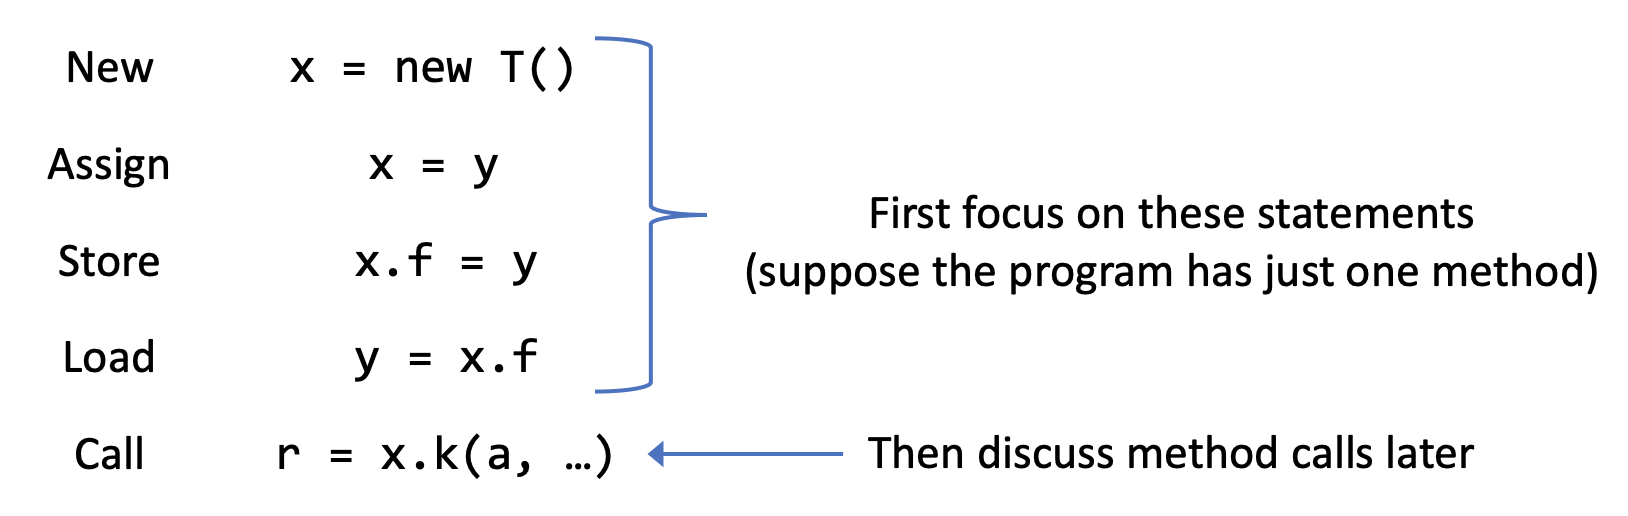 New x = new T()
Assign x = y
Store x.f = y
Load y = x.f
First focus on these statements
(suppose the program has just one method)
Call r = x.k(a, …) Then discuss method calls later